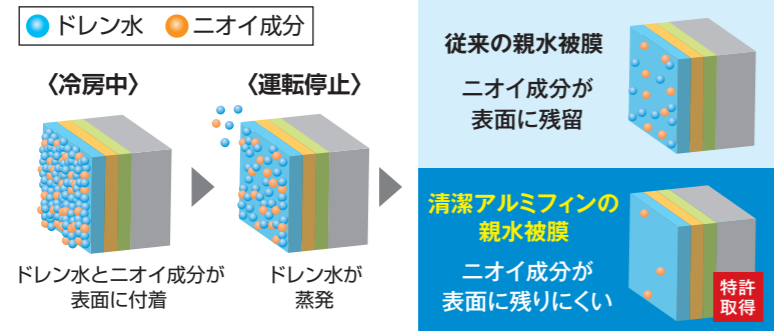 ドレン水 ニオイ成分
〈冷房中〉
ドレン水とニオイ成分が
表面に付着
〈運転停止〉
ドレン水が
蒸発
従来の親水被膜
ニオイ成分が
表面に残留
清潔アルミフィンの
親水被膜
ニオイ成分が
表面に残りにくい
特許
取得